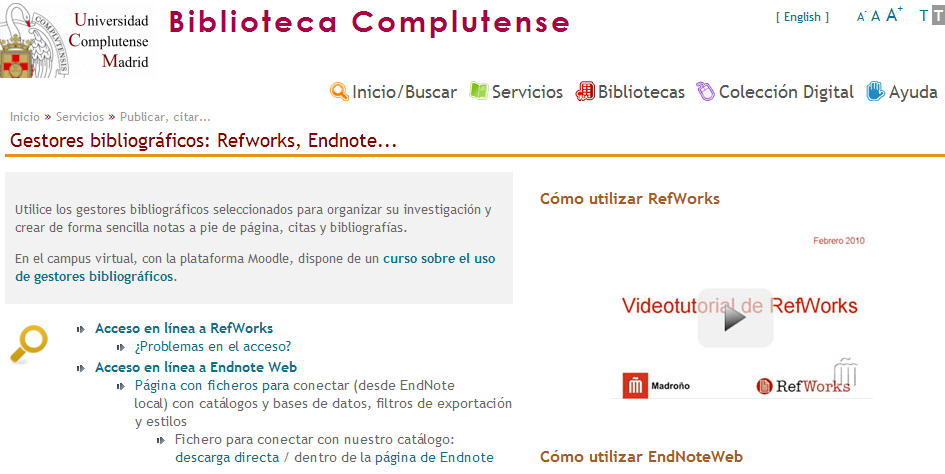 Universidad
Complutense
Madrid
Biblioteca Complutense
[ English ]
A- A A+
T T
Inicio/Buscar
Servicios
Bibliotecas
Colección Digital
Ayuda
Inicio » Servicios » Publicar, citar...
Gestores bibliográficos: Refworks, Endnote...
Utilice los gestores bibliográficos seleccionados para organizar su investigación y
crear de forma sencilla notas a pie de página, citas y bibliografías.
En el campus virtual, con la plataforma Moodle, dispone de un curso sobre el uso
de gestores bibliográficos.
Acceso en línea a RefWorks
¿Problemas en el acceso?
Acceso en línea a Endnote Web
Página con ficheros para conectar (desde EndNote
local) con catálogos y bases de datos, filtros de exportación
y estilos
Fichero para conectar con nuestro catálogo:
descarga directa / dentro de la página de Endnote
Cómo utilizar RefWorks
Febrero 2010
Videotutorial de RefWorks
Madroño
RefWorks
Cómo utilizar EndNoteWeb